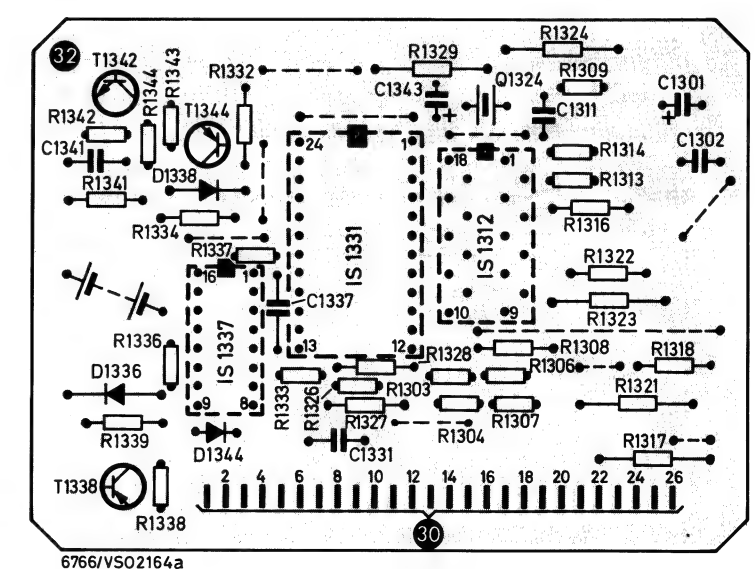 32
T1342
R1344
R1343
R1332
R1329
R1324
R1342
T1344
C1343
Q1324
R1309
C1311
C1301
+
+
C1341
24
1
18
1
R1314
C1302
R1341
D1338
R1313
R1334
IS 1331
IS 1312
R1316
R1337
16
1
C1337
R1322
10
9
R1323
R1336
IS 1337
13
12
R1328
R1308
R1306
R1318
D1336
R1333
R1326
R1303
R1321
9
8
R1327
R1339
D1344
C1331
R1304
R1307
R1317
T1338
2 4 6 8 10 12 14 16 18 20 22 24 26
R1338
30
6766/VSO2164a